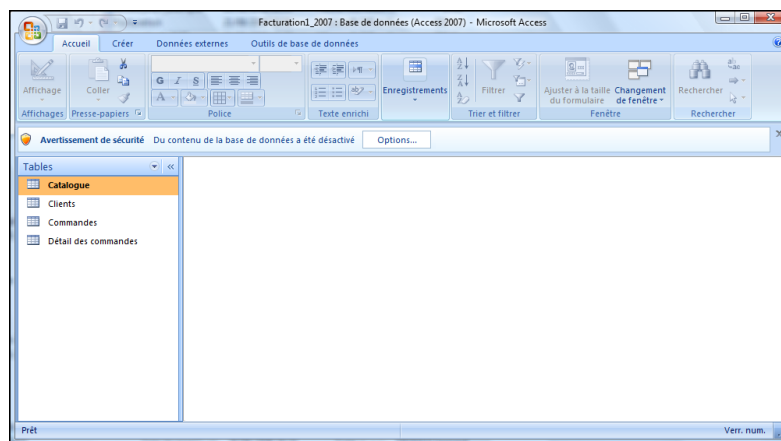 Facturation1_2007 : Base de données (Access 2007) - Microsoft Access
Accueil Créer Données externes Outils de base de données
Affichage Coller G I S A Enregistrements Filtrer Ajuster à la taille du formulaire Changement de fenêtre Rechercher
Affichages Presse-papiers Police Texte enrichi Trier et filtrer Fenêtre Rechercher
Avertissement de sécurité Du contenu de la base de données a été désactivé Options...
Tables
Catalogue
Clients
Commandes
Détail des commandes
Prêt Verr. num.